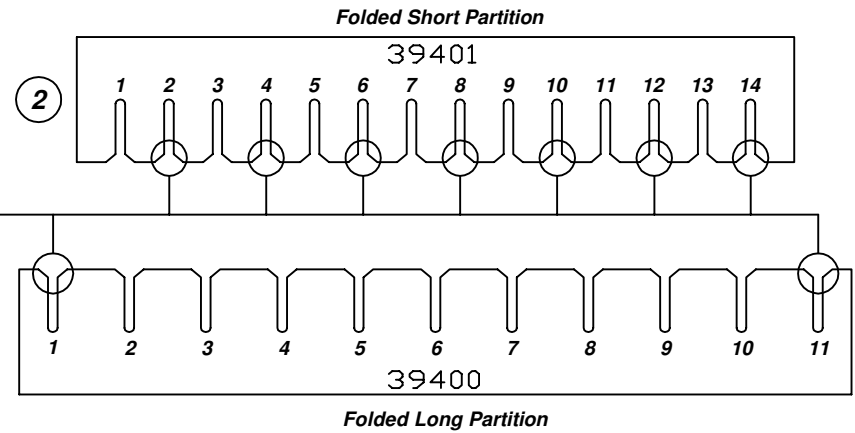 Folded Short Partition
39401
1 2 3 4 5 6 7 8 9 10 11 12 13 14
2
1 2 3 4 5 6 7 8 9 10 11
39400
Folded Long Partition